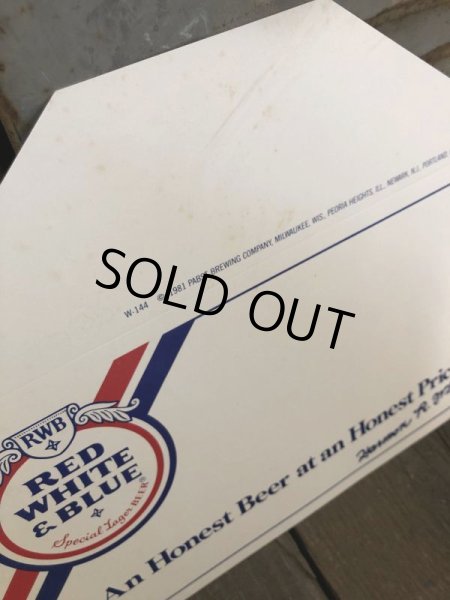 W-144 © 1981 PABST BREWING COMPANY, MILWAUKEE, WIS., PEORIA HEIGHTS, ILL., NEWARK, N.J., PORTLAND
SOLD OUT
RWB
RED
WHITE
& BLUE
Special Lager BEER®
An Honest Beer at an Honest Price